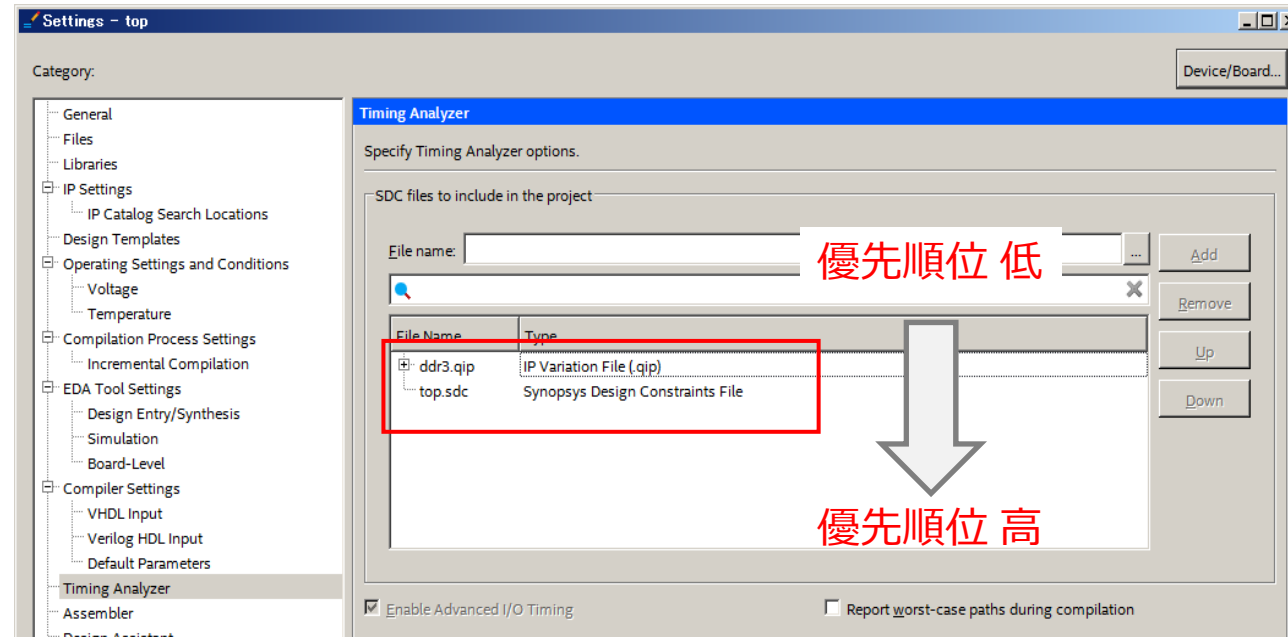 Settings - top
Category:
Device/Board...
General
Files
Libraries
IP Settings
IP Catalog Search Locations
Design Templates
Operating Settings and Conditions
Voltage
Temperature
Compilation Process Settings
Incremental Compilation
EDA Tool Settings
Design Entry/Synthesis
Simulation
Board-Level
Compiler Settings
VHDL Input
Verilog HDL Input
Default Parameters
Timing Analyzer
Assembler
Design Assistant
Timing Analyzer
Specify Timing Analyzer options.
SDC files to include in the project
File name:
...
Add
優先順位 低
Remove
File Name Type
Up
ddr3.qip IP Variation File (.qip)
top.sdc Synopsys Design Constraints File
Down
優先順位 高
Enable Advanced I/O Timing
Report worst-case paths during compilation